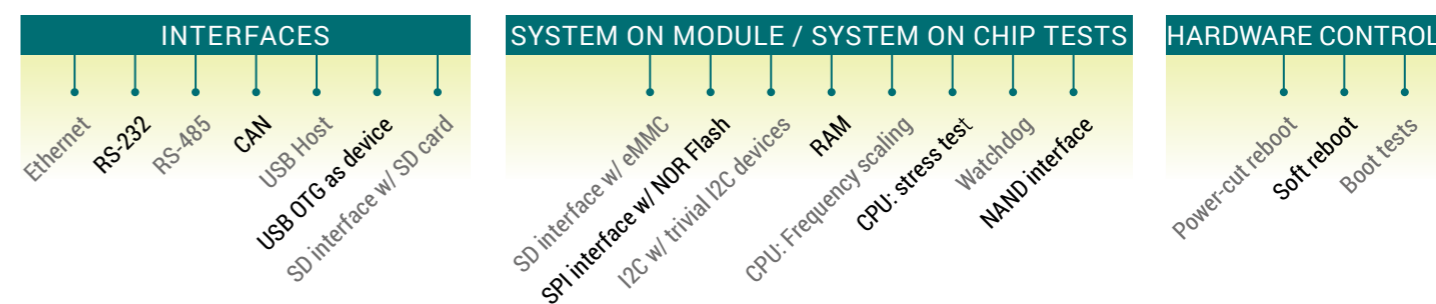 INTERFACES
Ethernet
RS-232
RS-485
CAN
USB Host
USB OTG as device
SD interface w/ SD card
SYSTEM ON MODULE / SYSTEM ON CHIP TESTS
SD interface w/ eMMC
SPI interface w/ NOR Flash
I2C w/ trivial I2C devices
RAM
CPU: Frequency scaling
CPU: stress test
Watchdog
NAND interface
HARDWARE CONTROL
Power-cut reboot
Soft reboot
Boot tests